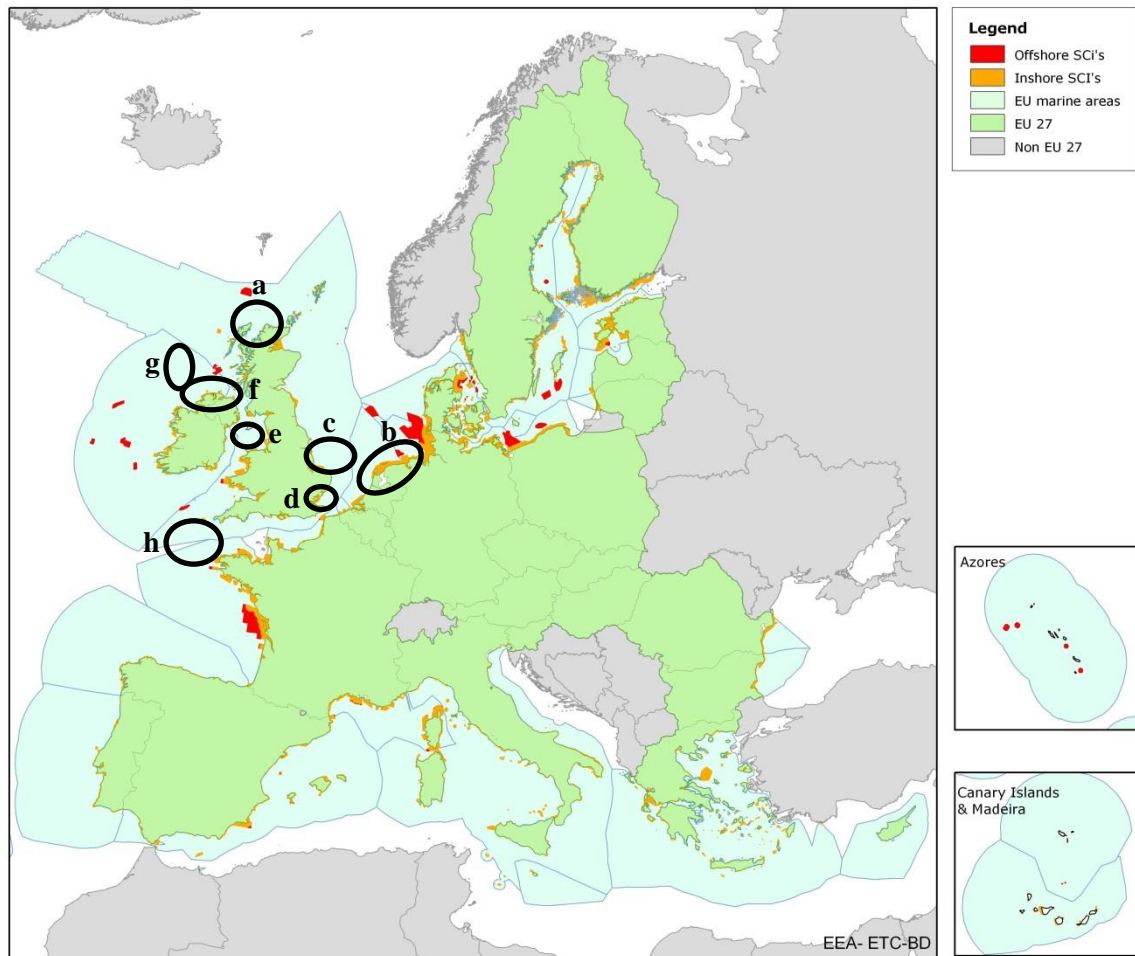 Legend
Offshore SCi's
Inshore SCI's
EU marine areas
EU 27
Non EU 27
a
g
f
e
c
b
d
h
Azores
Canary Islands
& Madeira
EEA- ETC-BD